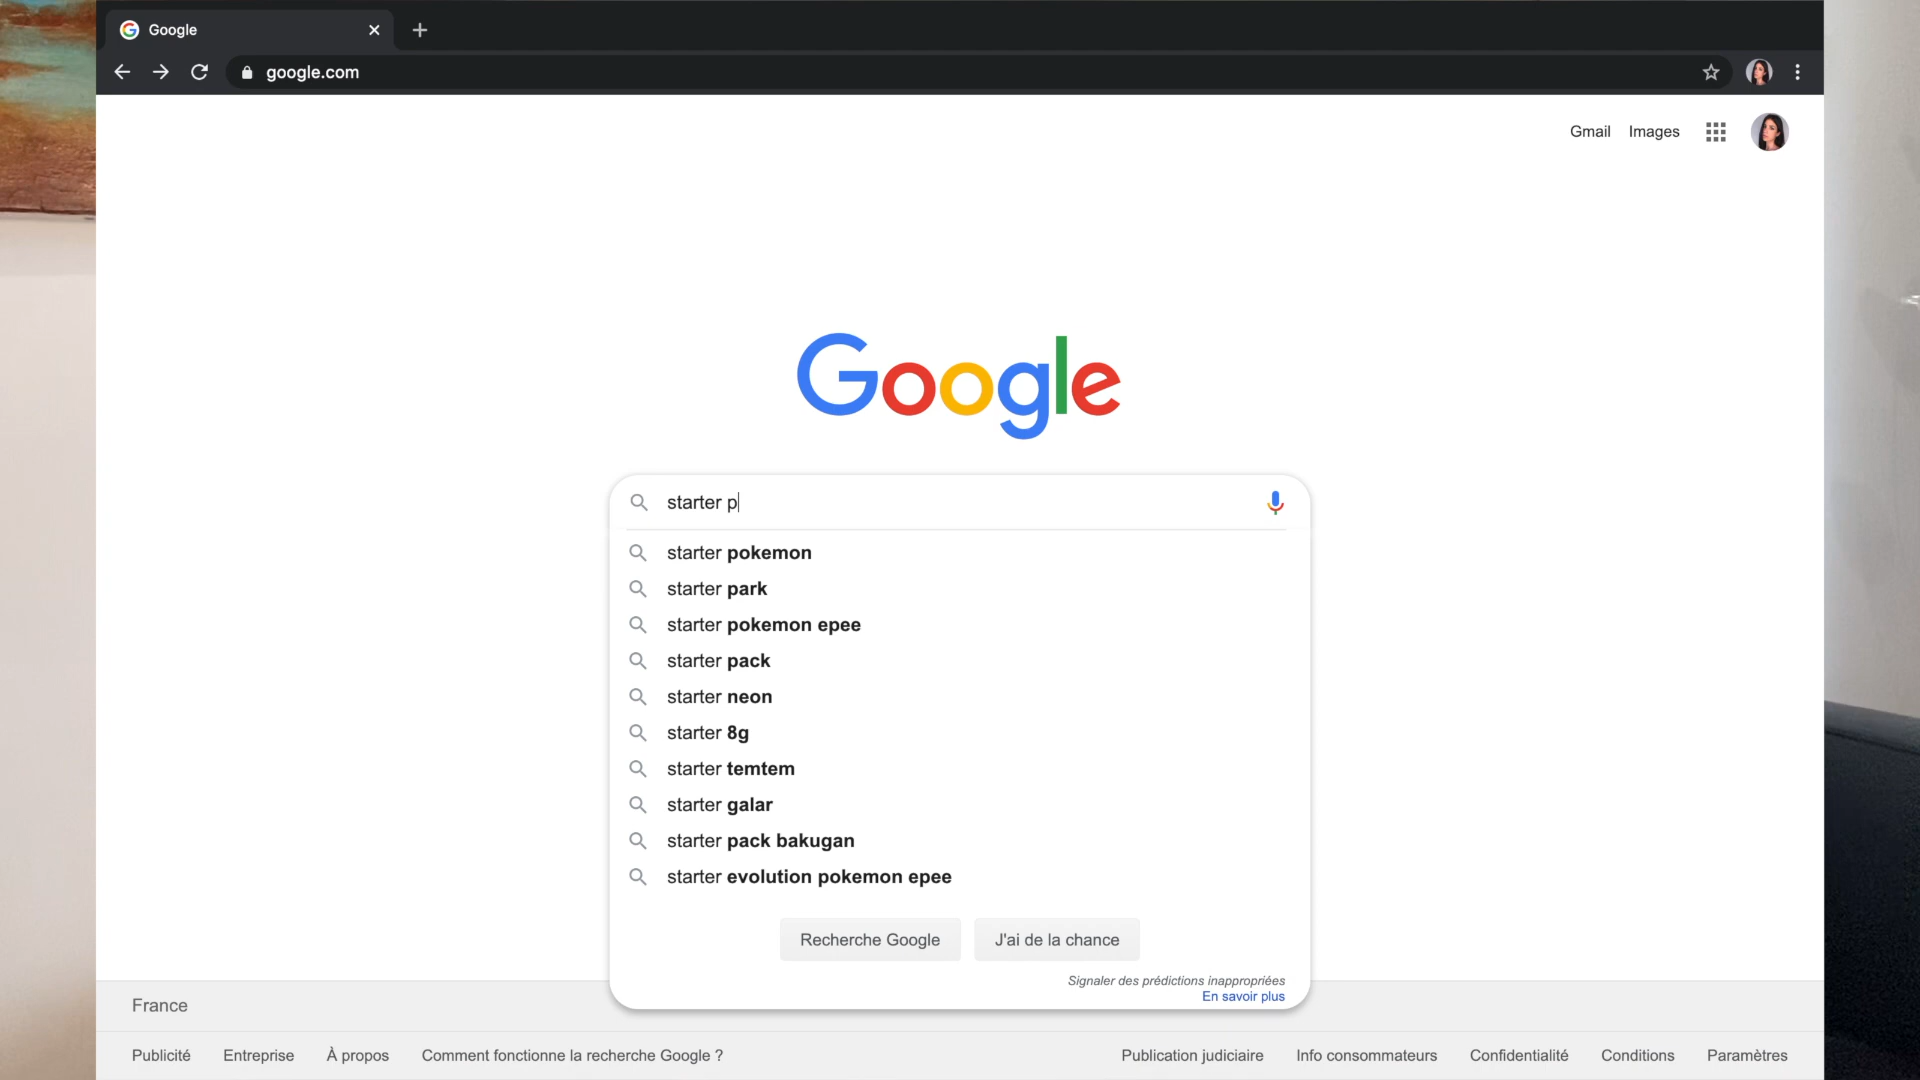 Google
google.com
Gmail Images
Google
starter p
starter pokemon
starter park
starter pokemon epee
starter pack
starter neon
starter 8g
starter temtem
starter galar
starter pack bakugan
starter evolution pokemon epee
Recherche Google J'ai de la chance
Signaler des prédictions inappropriées
En savoir plus
France
Publicité Entreprise À propos Comment fonctionne la recherche Google ? Publication judiciaire Info consommateurs Confidentialité Conditions Paramètres